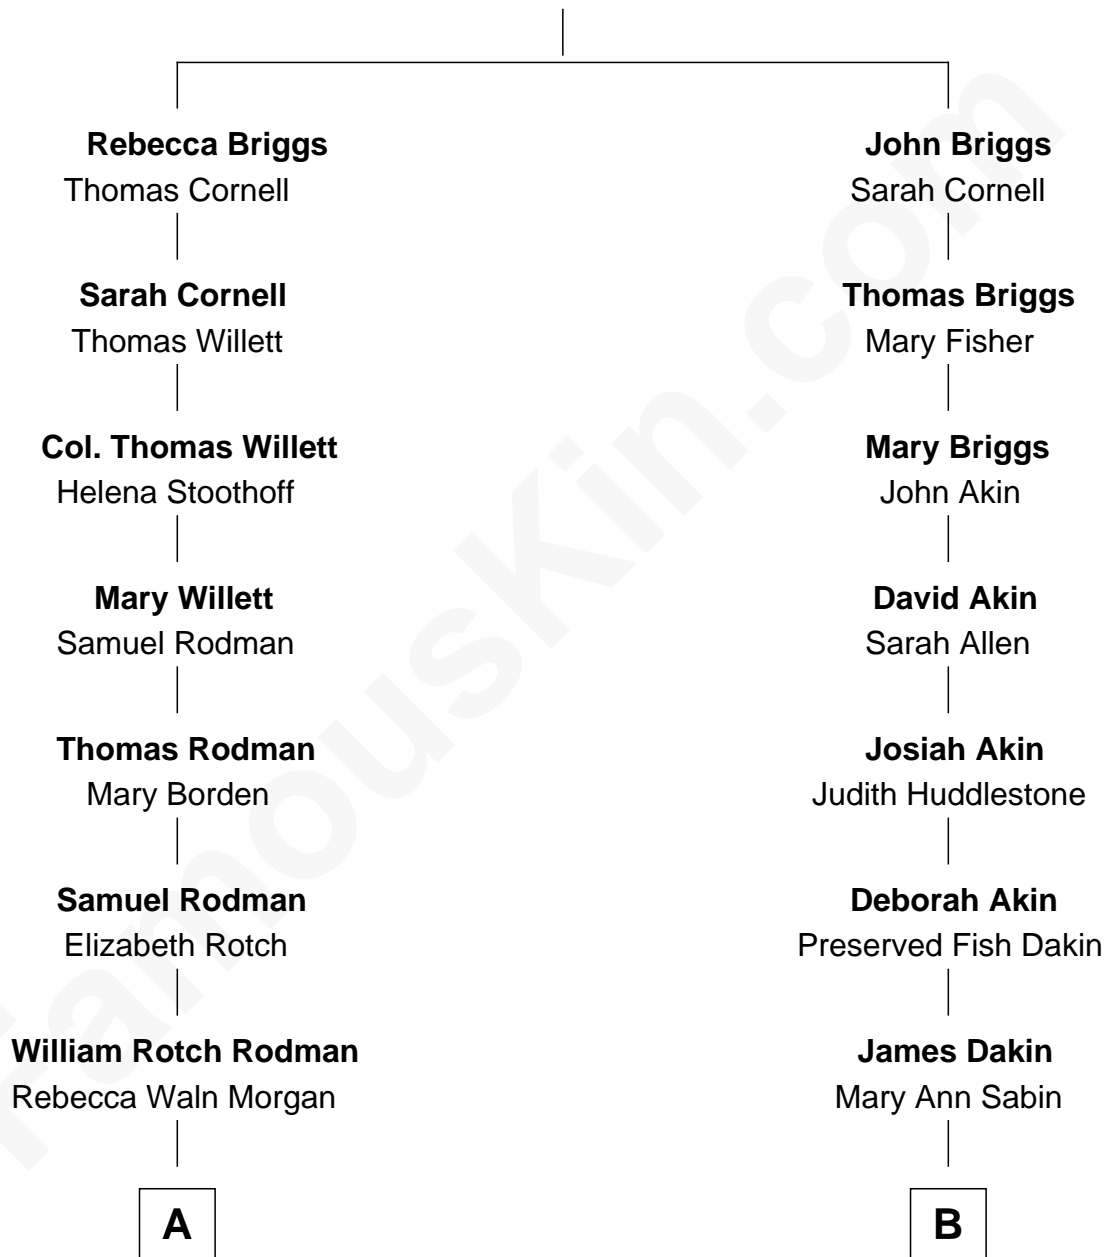 Rebecca Briggs
Thomas Cornell
Sarah Cornell
Thomas Willett
Col. Thomas Willett
Helena Stoothoff
Mary Willett
Samuel Rodman
Thomas Rodman
Mary Borden
Samuel Rodman
Elizabeth Rotch
William Rotch Rodman
Rebecca Waln Morgan
A
John Briggs
Sarah Cornell
Thomas Briggs
Mary Fisher
Mary Briggs
John Akin
David Akin
Sarah Allen
Josiah Akin
Judith Huddlestone
Deborah Akin
Preserved Fish Dakin
James Dakin
Mary Ann Sabin
B
FamousKin.com